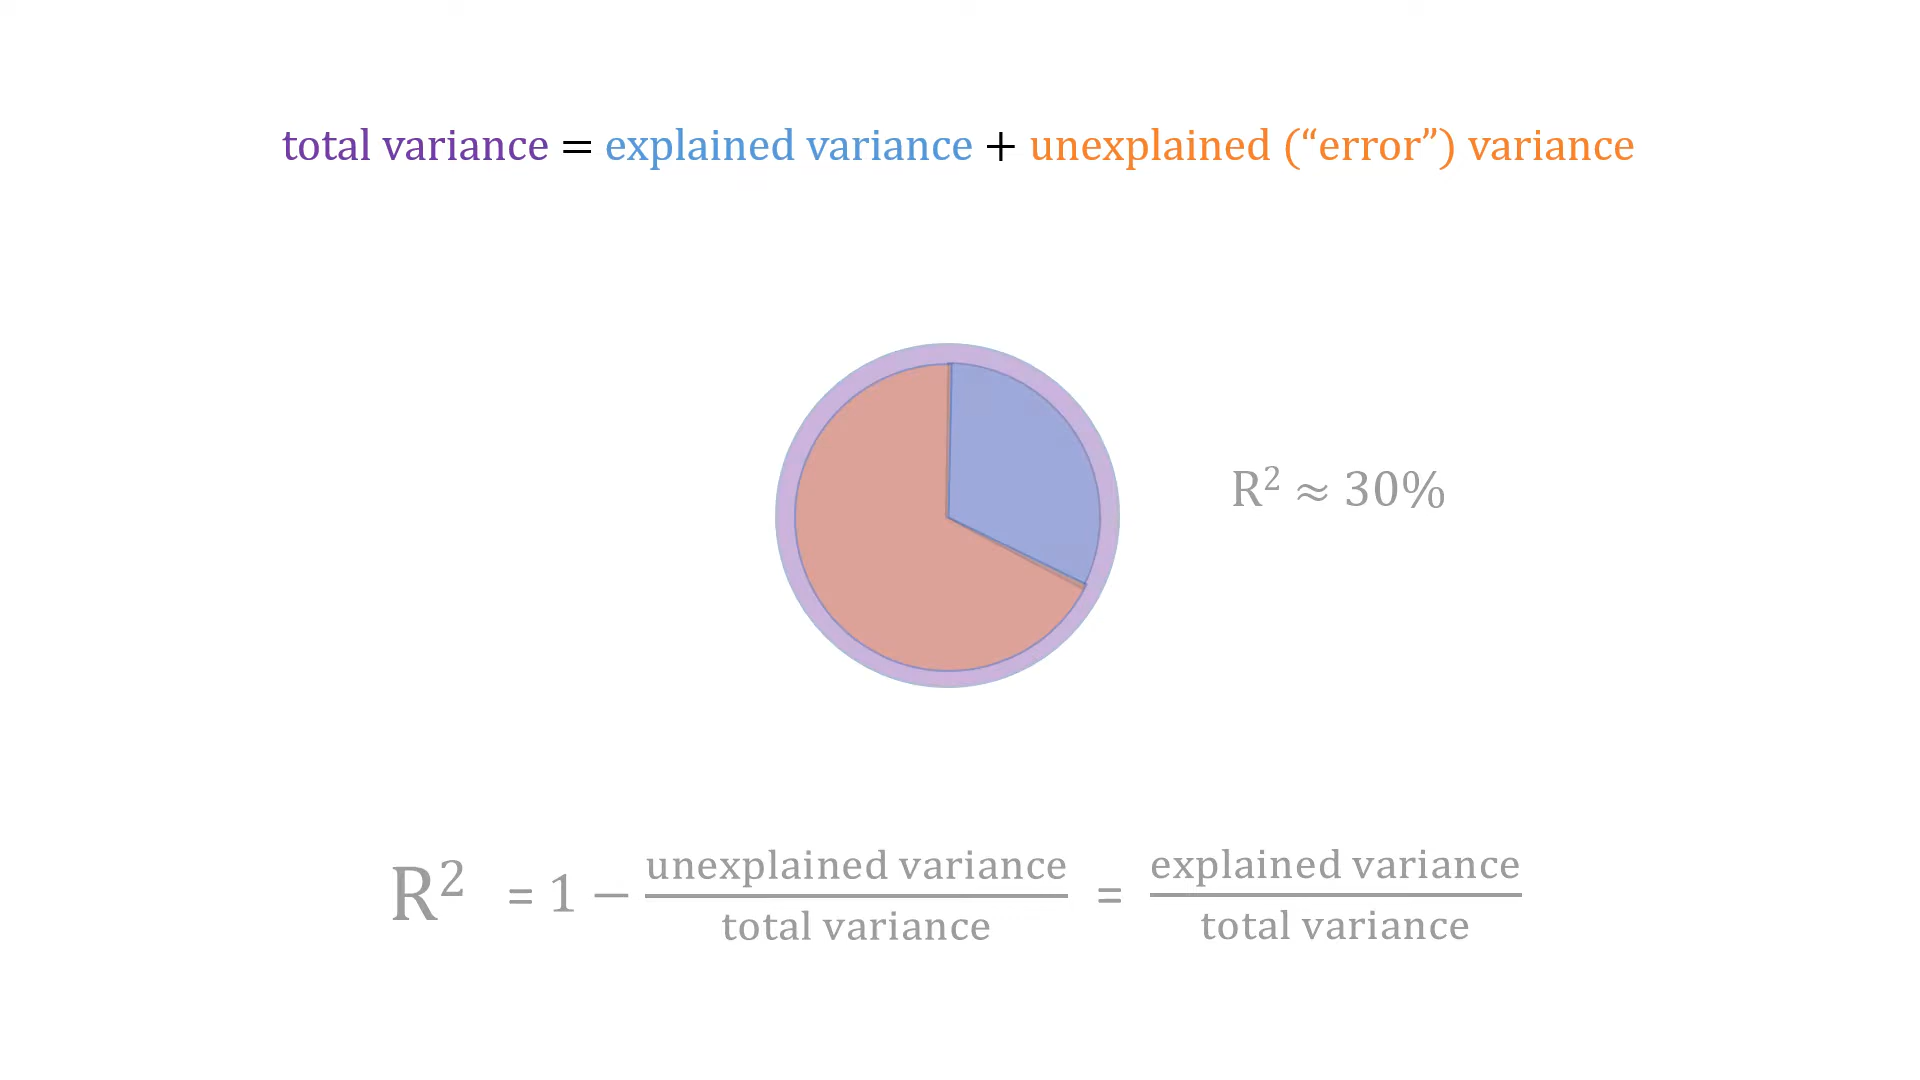 total variance = explained variance + unexplained (“error”) variance
R² ≈ 30%
R² = 1 − unexplained variance / total variance = explained variance / total variance